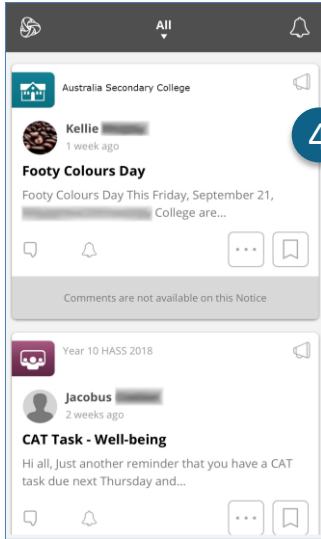 All
Australia Secondary College
Kellie
1 week ago
Footy Colours Day
Footy Colours Day This Friday, September 21,
College are...
Comments are not available on this Notice
Year 10 HASS 2018
Jacobus
2 weeks ago
CAT Task - Well-being
Hi all, Just another reminder that you have a CAT
task due next Thursday and...